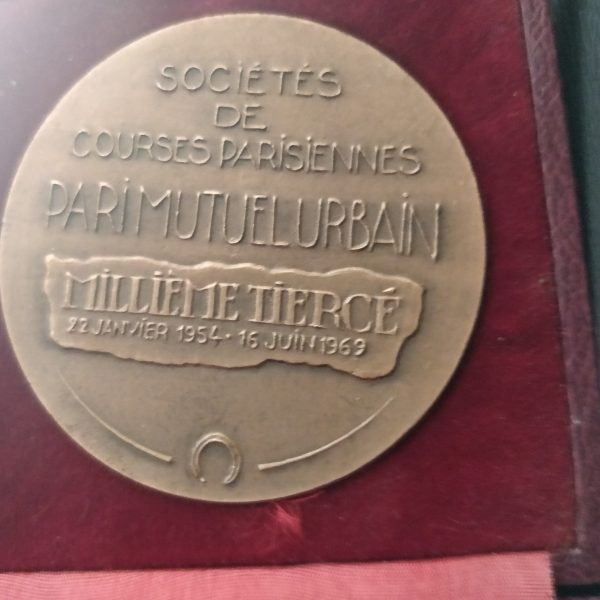 SOCIÉTÉS
DE
COURSES PARISIENNES
PARI MUTUEL URBAIN
MILLIÈME TIERCÉ
22 JANVIER 1954 - 16 JUIN 1969